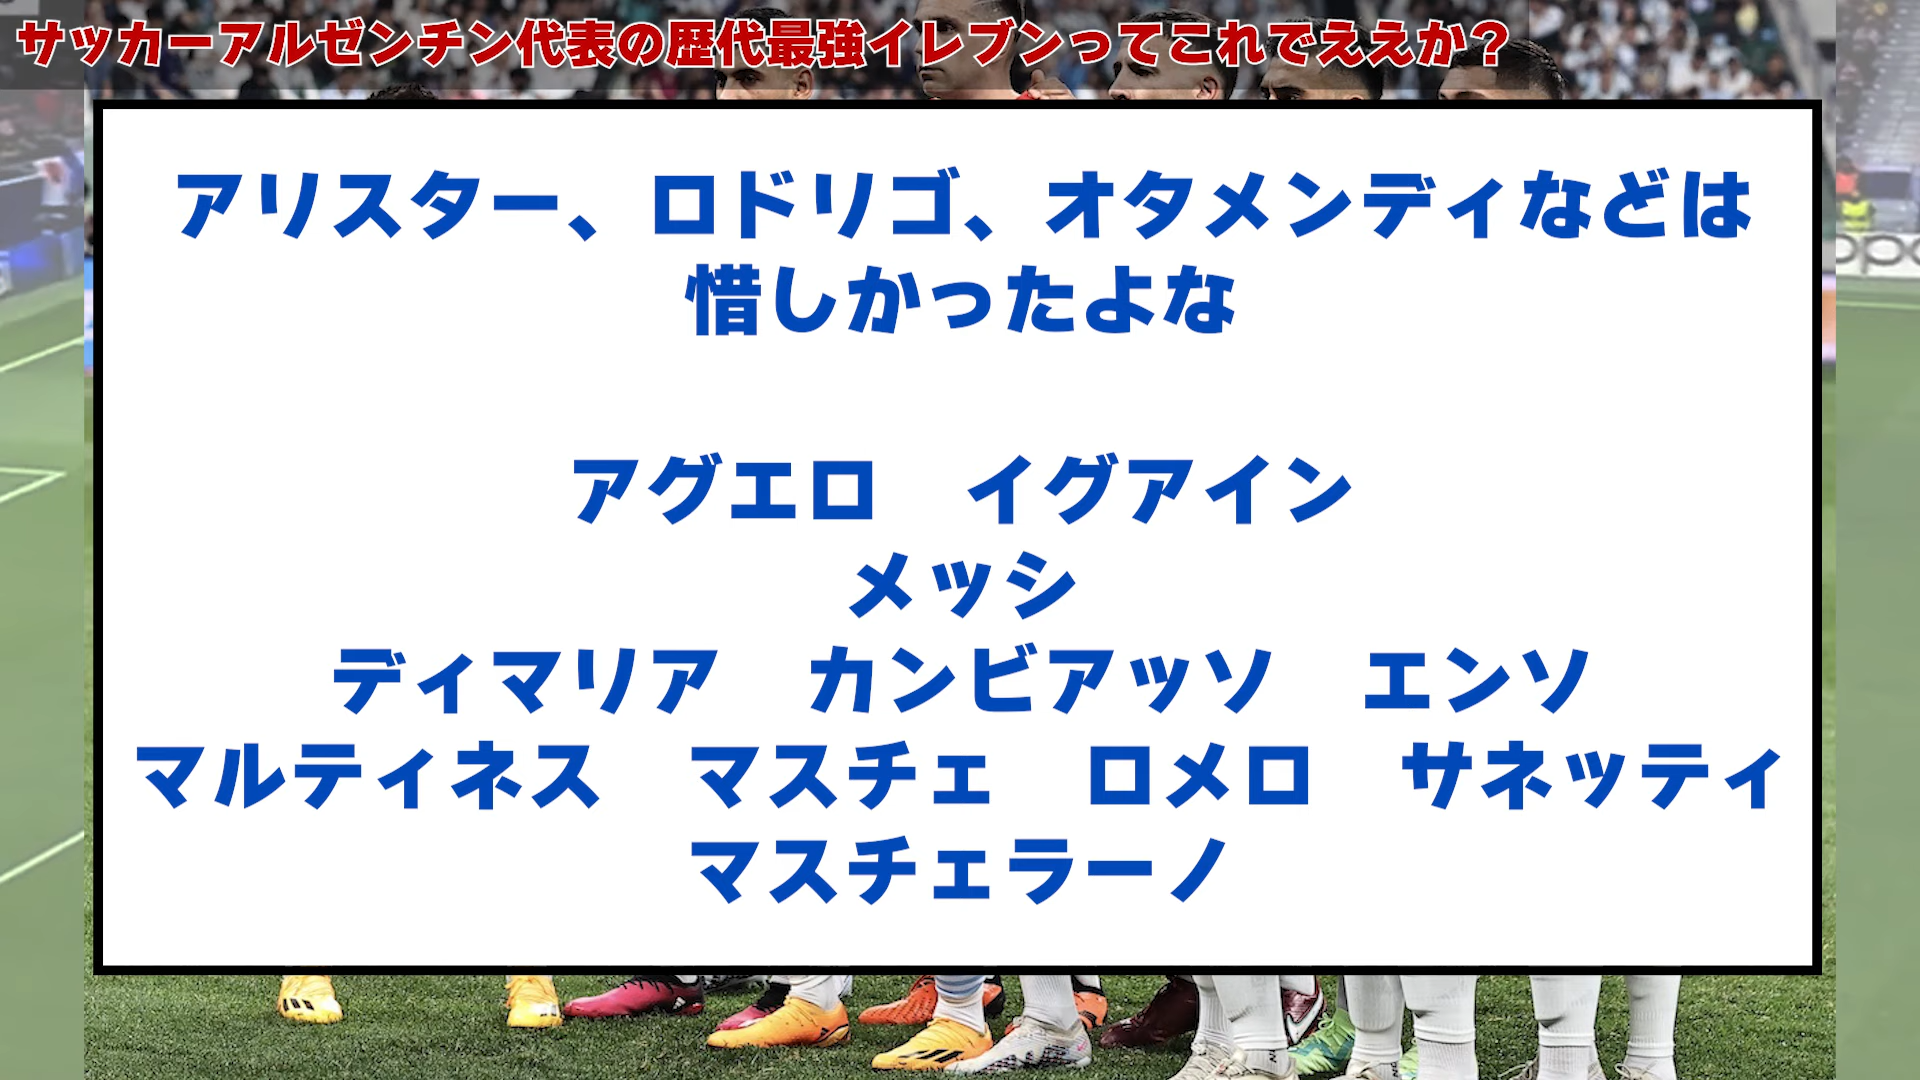 サッカーアルゼンチン代表の歴代最強イレブンってこれでええか？
アリスター、ロドリゴ、オタメンディなどは
惜しかったよな
アグエロ　イグアイン
メッシ
ディマリア　カンビアッソ　エンソ
マルティネス　マスチェ　ロメロ　サネッティ
マスチェラーノ